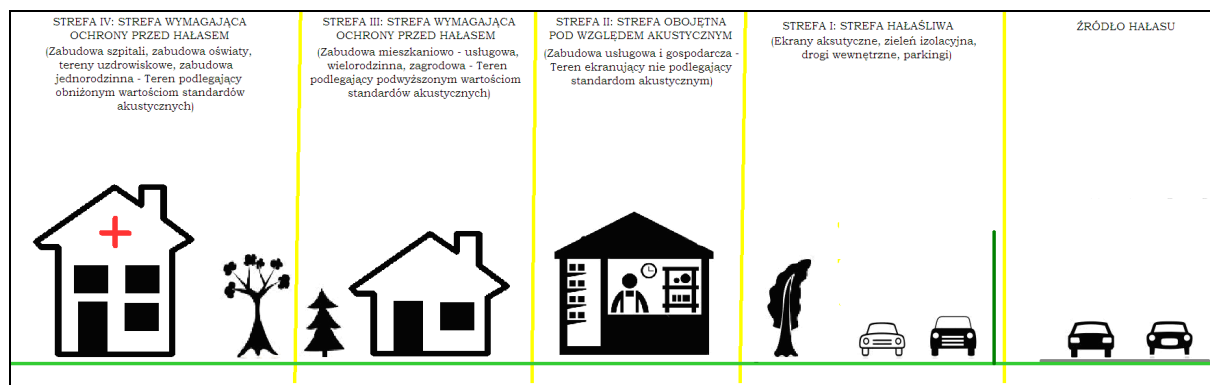 STREFA IV: STREFA WYMAGAJĄCA
OCHRONY PRZED HAŁASEM
(Zabudowa szpitali, zabudowa oświaty,
tereny uzdrowiskowe, zabudowa
jednorodzinna - Teren podlegający
obniżonym wartościom standardów
akustycznych)
STREFA III: STREFA WYMAGAJĄCA
OCHRONY PRZED HAŁASEM
(Zabudowa mieszkaniowo - usługowa,
wielorodzinna, zagrodowa - Teren
podlegający podwyższonym wartościom
standardów akustycznych)
STREFA II: STREFA OBOJĘTNA
POD WZGLĘDEM AKUSTYCZNYM
(Zabudowa usługowa i gospodarcza -
Teren ekranujący nie podlegający
standardom akustycznym)
STREFA I: STREFA HAŁAŚLIWA
(Ekrany aksutyczne, zieleń izolacyjna,
drogi wewnętrzne, parkingi)
ŹRÓDŁO HAŁASU